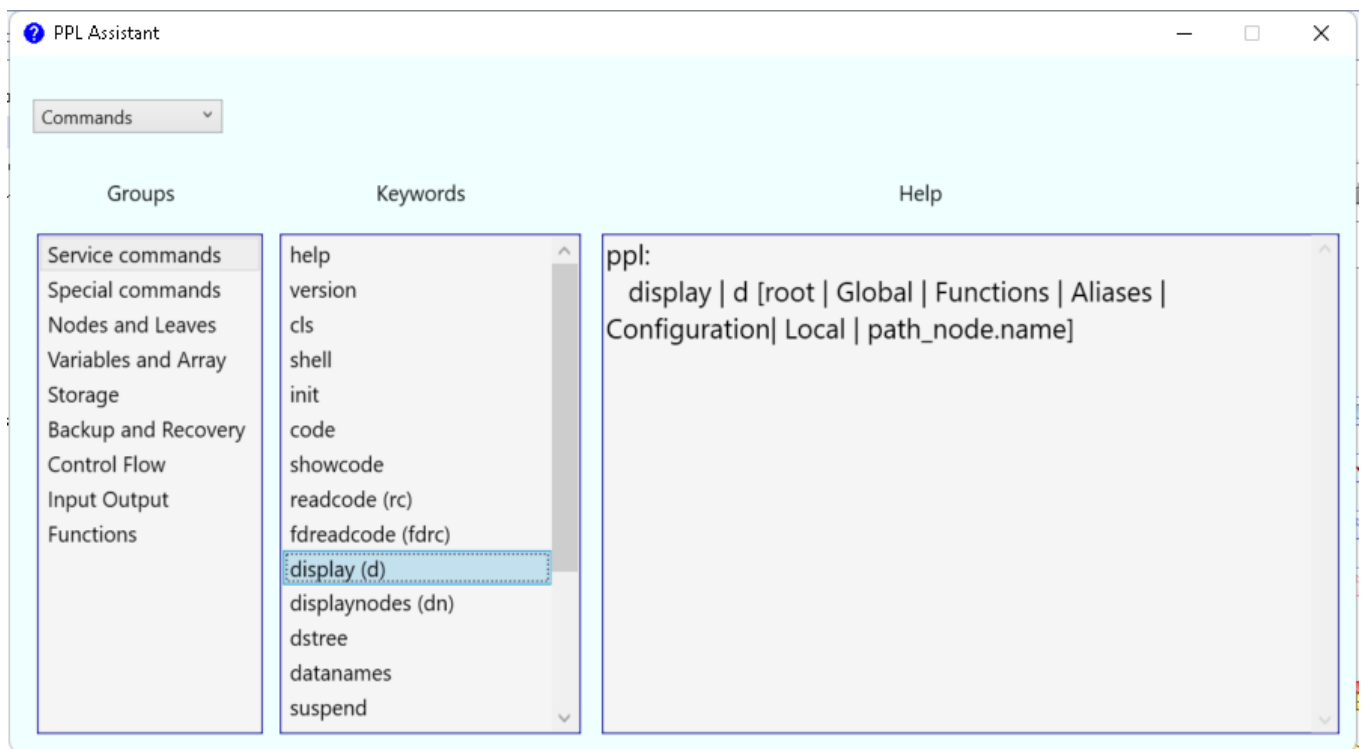 PPL Assistant
Commands
Groups
Keywords
Help
Service commands
Special commands
Nodes and Leaves
Variables and Array
Storage
Backup and Recovery
Control Flow
Input Output
Functions
help
version
cls
shell
init
code
showcode
readcode (rc)
fdreadcode (fdrc)
display (d)
displaynodes (dn)
dstree
datanames
suspend
ppl:
display | d [root | Global | Functions | Aliases |
Configuration| Local | path_node.name]